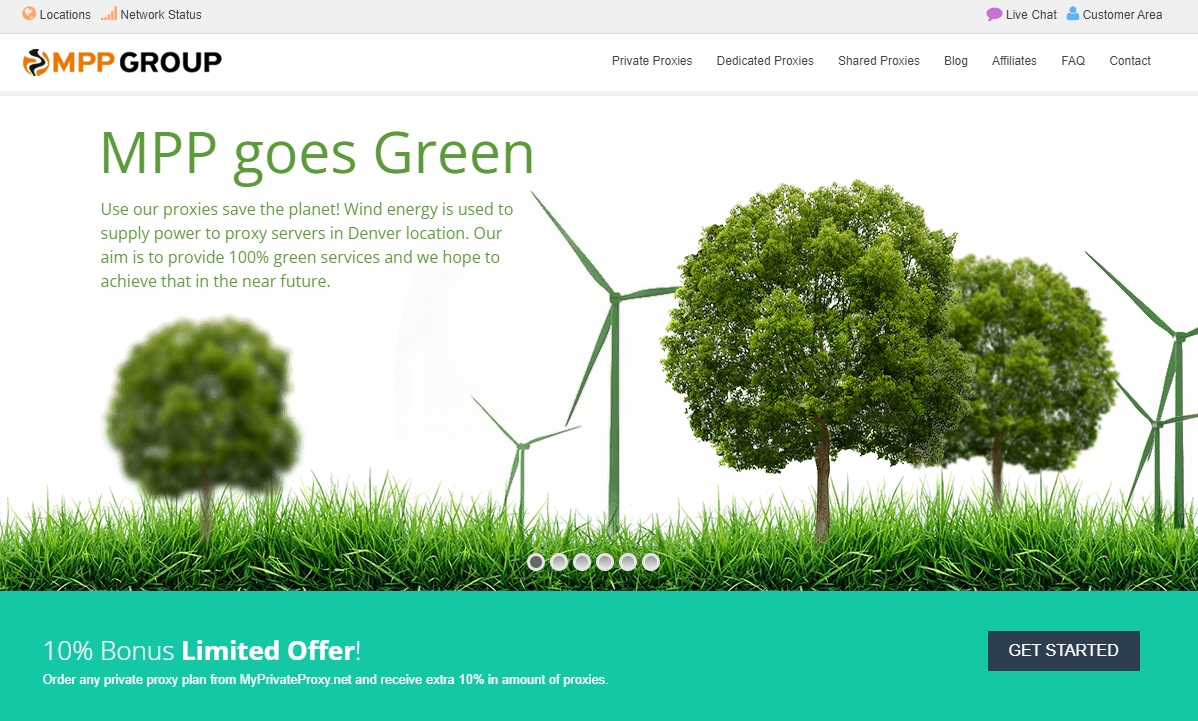 Locations Network Status Live Chat Customer Area
MPP GROUP Private Proxies Dedicated Proxies Shared Proxies Blog Affiliates FAQ Contact
MPP goes Green
Use our proxies save the planet! Wind energy is used to
supply power to proxy servers in Denver location. Our
aim is to provide 100% green services and we hope to
achieve that in the near future.
10% Bonus Limited Offer!
GET STARTED
Order any private proxy plan from MyPrivateProxy.net and receive extra 10% in amount of proxies.